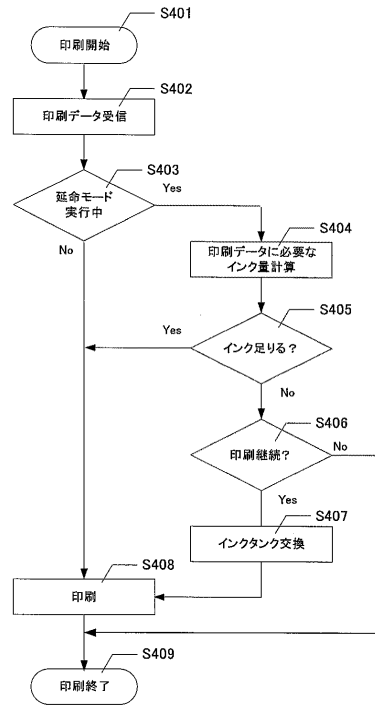 S401
印刷開始
S402
印刷データ受信
S403
延命モード
実行中
Yes
No
S404
印刷データに必要な
インク量計算
S405
インク足りる?
Yes
No
S406
印刷継続?
No
Yes
S407
インクタンク交換
S408
印刷
S409
印刷終了